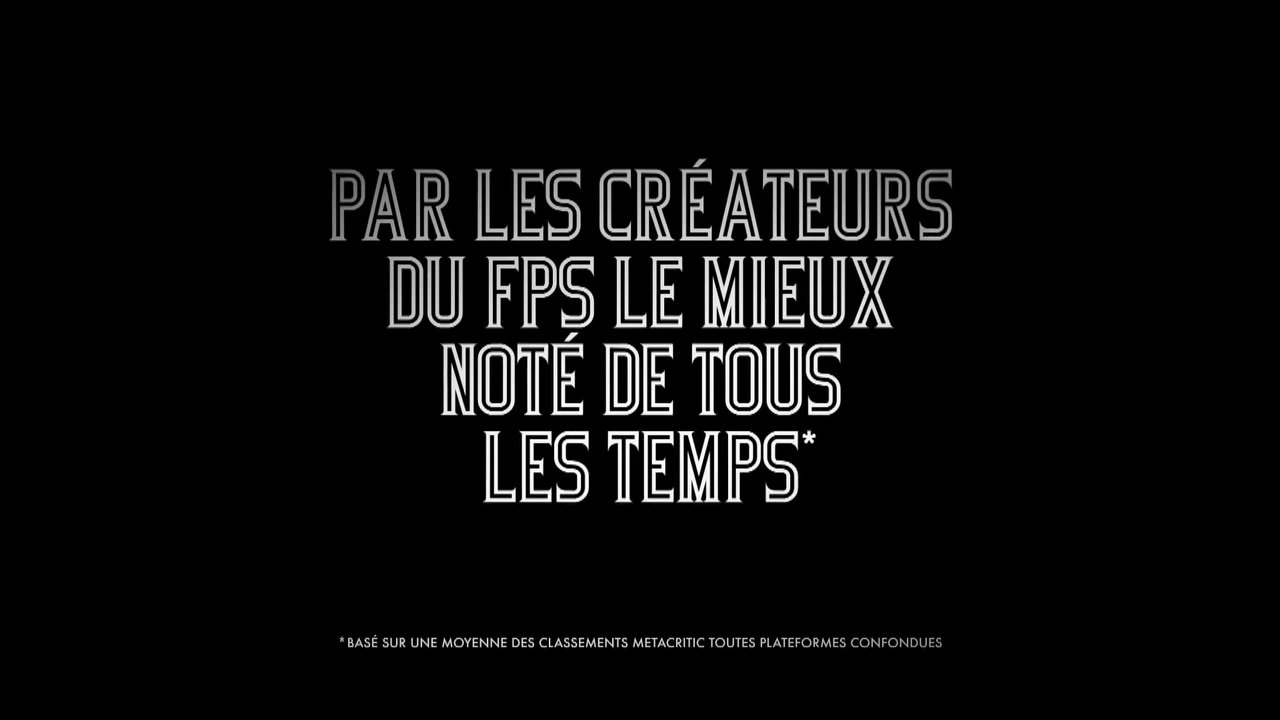 PAR LES CRÉATEURS
DU FPS LE MIEUX
NOTÉ DE TOUS
LES TEMPS*
*BASÉ SUR UNE MOYENNE DES CLASSEMENTS METACRITIC TOUTES PLATEFORMES CONFONDUES